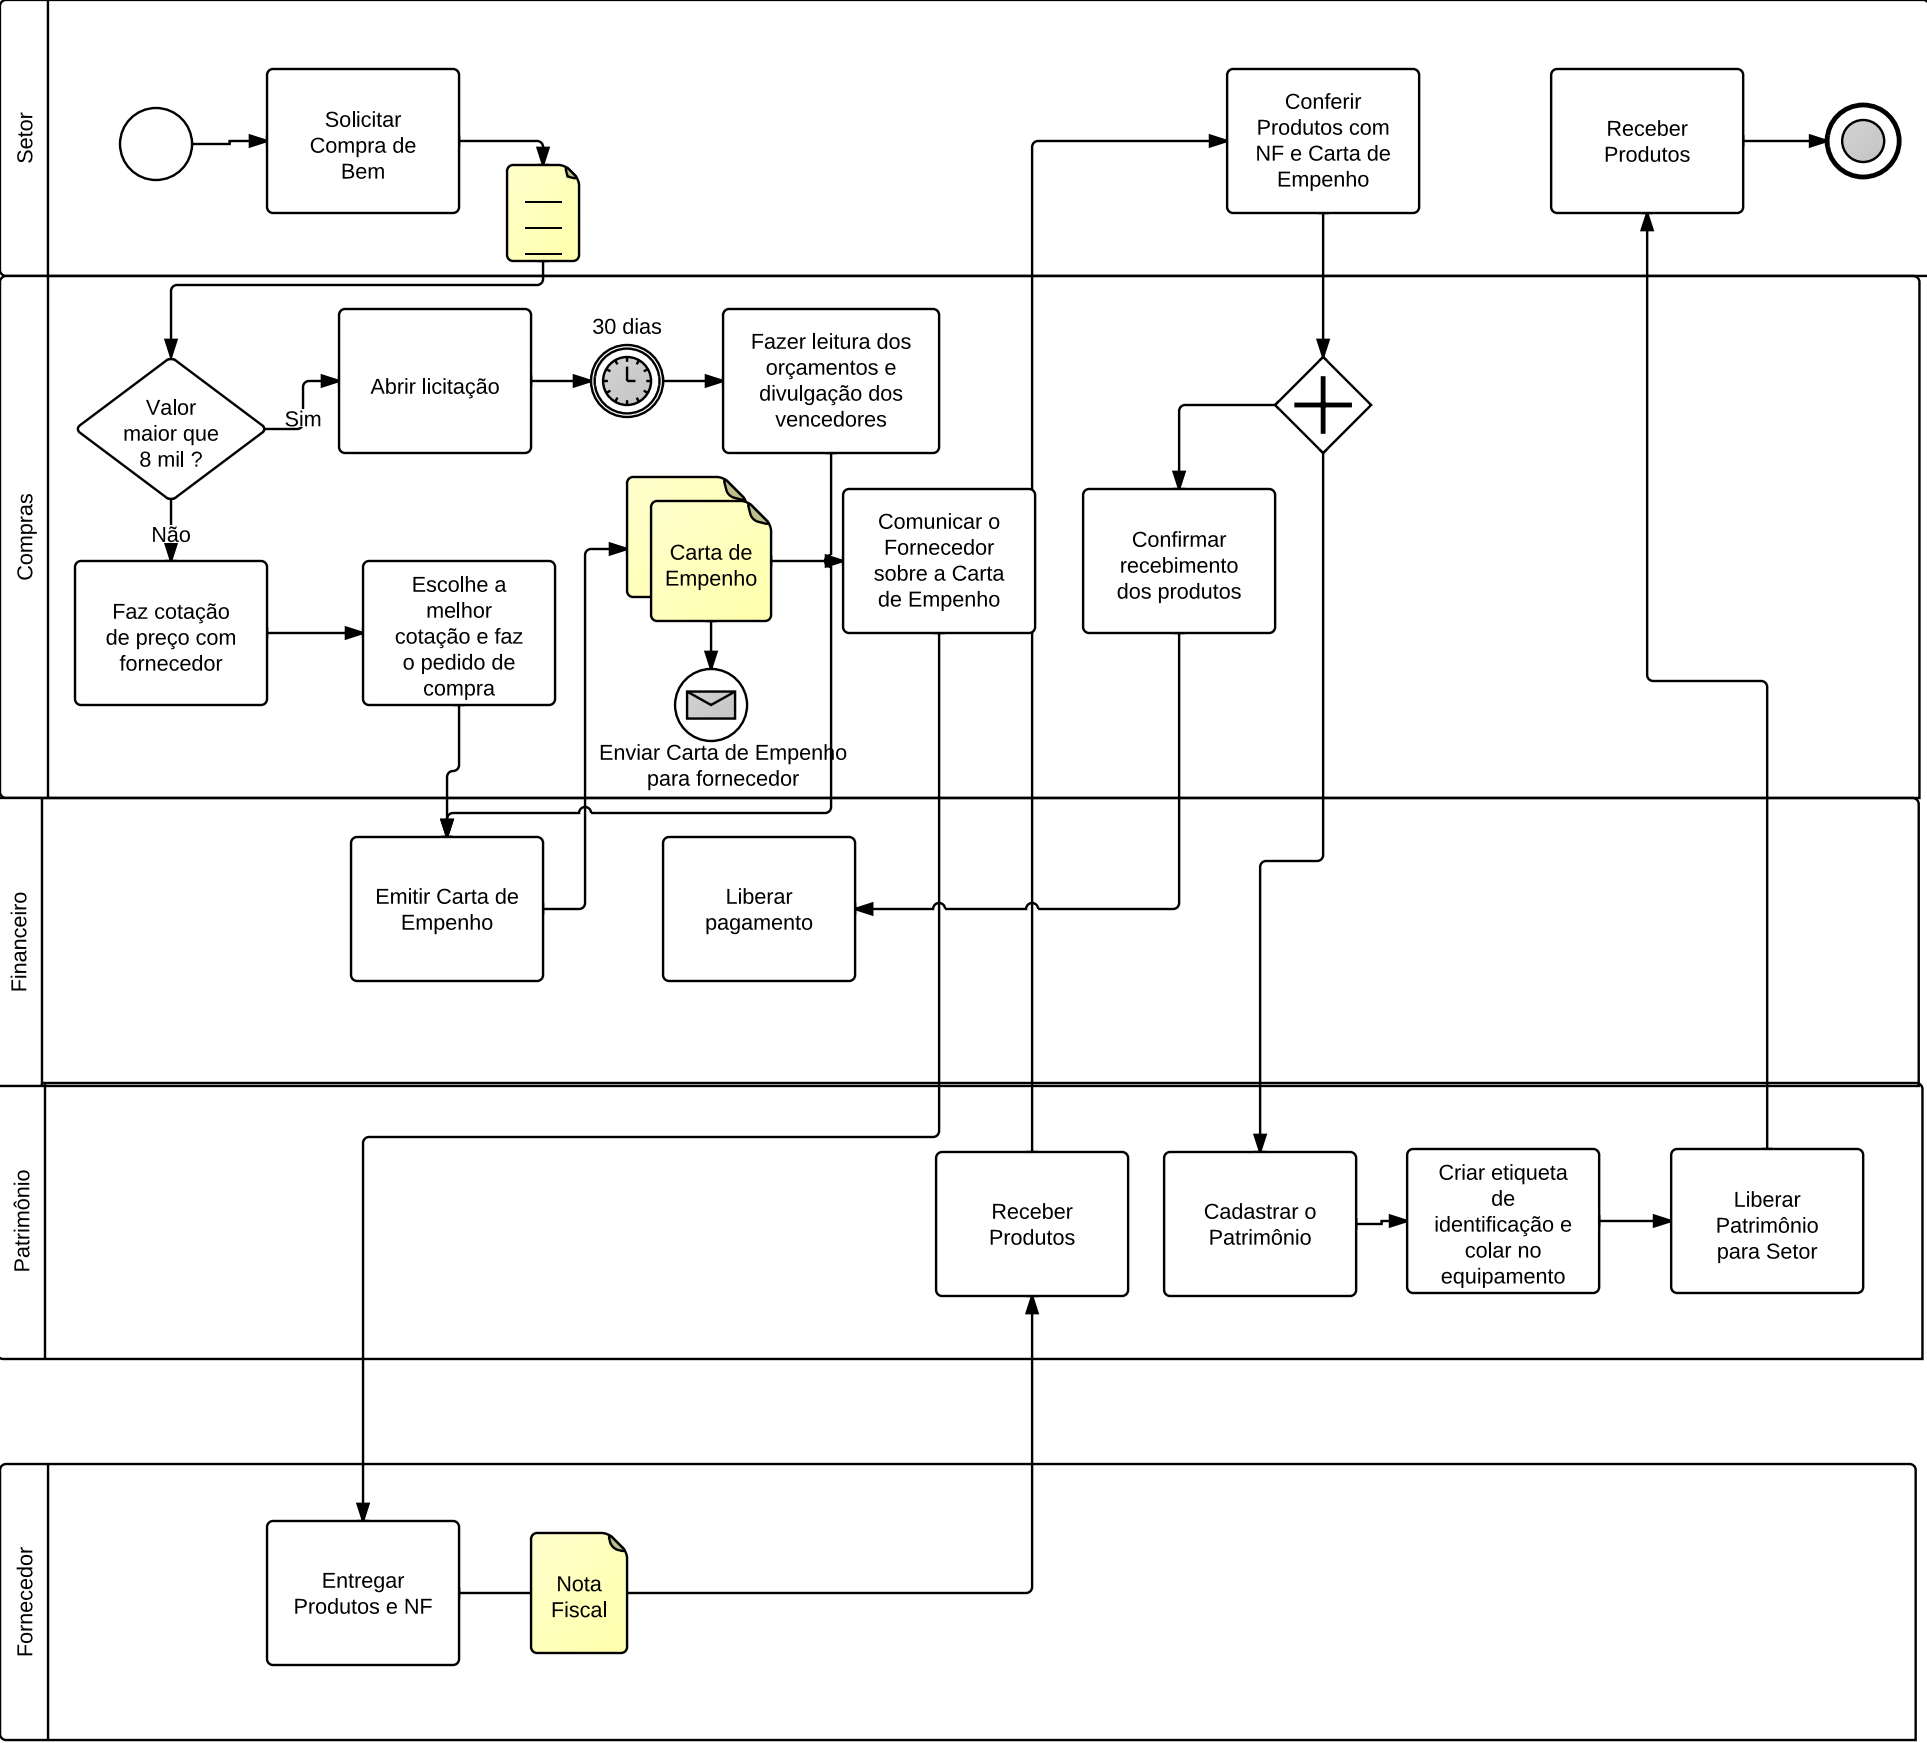 Setor
Solicitar
Compra de
Bem
Conferir
Produtos com
NF e Carta de
Empenho
Receber
Produtos
Compras
Valor
maior que
8 mil ?
Sim
Não
Abrir licitação
30 dias
Fazer leitura dos
orçamentos e
divulgação dos
vencedores
Faz cotação
de preço com
fornecedor
Escolhe a
melhor
cotação e faz
o pedido de
compra
Carta de
Empenho
Enviar Carta de Empenho
para fornecedor
Comunicar o
Fornecedor
sobre a Carta
de Empenho
Confirmar
recebimento
dos produtos
Financeiro
Emitir Carta de
Empenho
Liberar
pagamento
Patrimônio
Receber
Produtos
Cadastrar o
Patrimônio
Criar etiqueta
de
identificação e
colar no
equipamento
Liberar
Patrimônio
para Setor
Fornecedor
Entregar
Produtos e NF
Nota
Fiscal